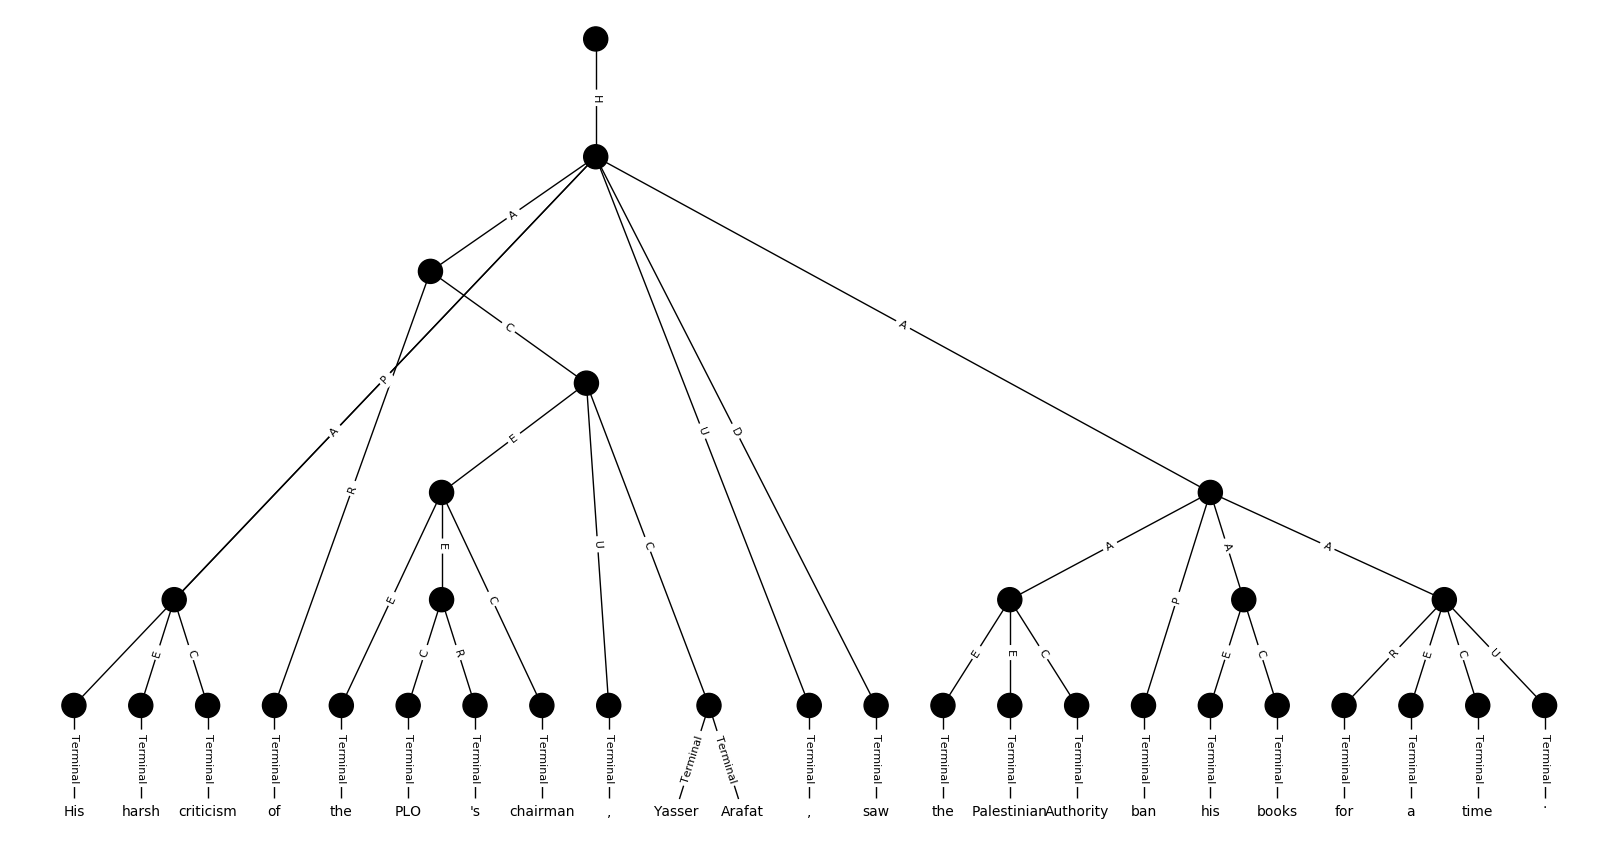 H
A
C
A
P
A
E
U
D
R
E
E
C
U
C
A
P
A
A
E
C
C
R
E
E
C
E
C
R
E
C
U
Terminal Terminal Terminal Terminal Terminal Terminal Terminal Terminal Terminal Terminal Terminal Terminal Terminal Terminal Terminal Terminal Terminal Terminal Terminal Terminal Terminal Terminal Terminal Terminal
His harsh criticism of the PLO 's chairman , Yasser Arafat , saw the Palestinian Authority ban his books for a time .